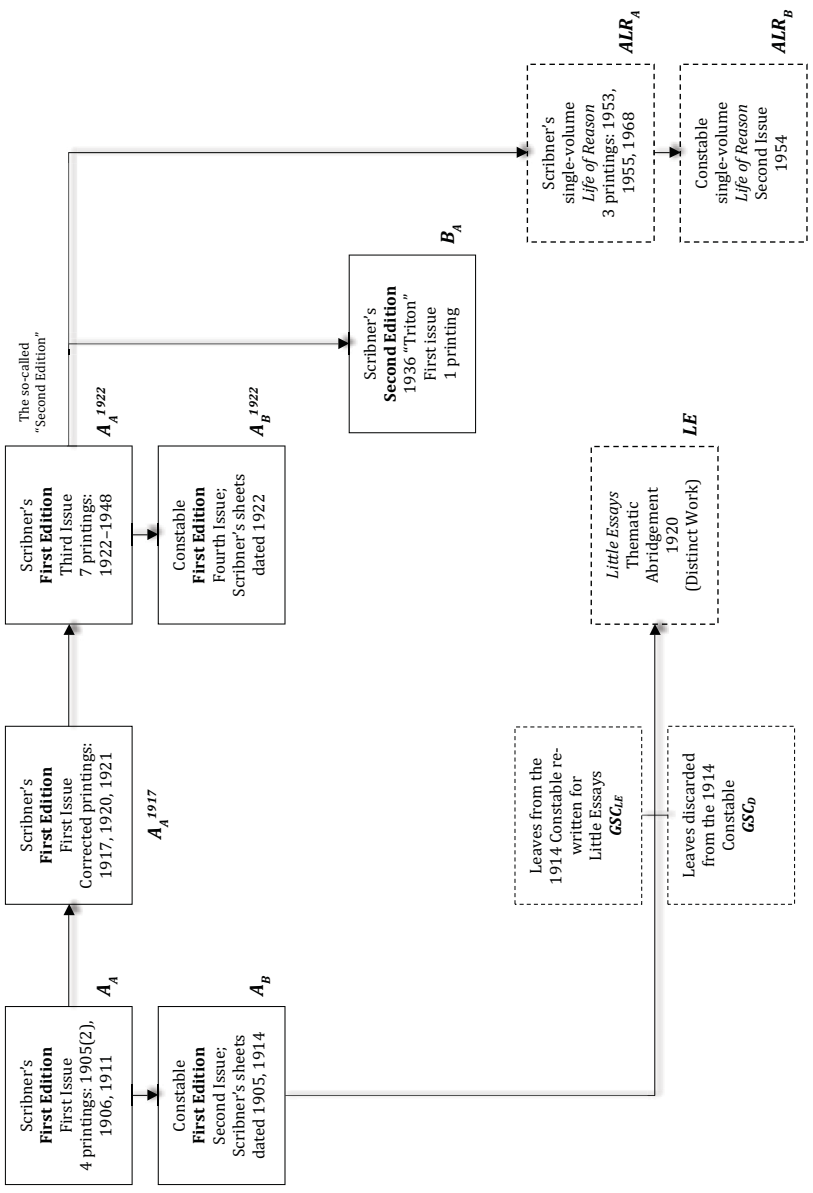 Scribner's
First Edition
First Issue
4 printings: 1905(2),
1906, 1911
A_A
Constable
First Edition
Second Issue;
Scribner's sheets
dated 1905, 1914
A_B
Scribner's
First Edition
First Issue
Corrected printings:
1917, 1920, 1921
A_A^1917
Scribner's
First Edition
Third Issue
7 printings:
1922–1948
A_A^1922
The so-called
“Second Edition”
Constable
First Edition
Fourth Issue;
Scribner's sheets
dated 1922
A_B^1922
Scribner's
Second Edition
1936 “Triton”
First issue
1 printing
B_A
Scribner's
single-volume
Life of Reason
3 printings: 1953,
1955, 1968
ALR_A
Constable
single-volume
Life of Reason
Second Issue
1954
ALR_B
Leaves from the
1914 Constable re-
written for
Little Essays
GSC_LE
Leaves discarded
from the 1914
Constable
GSC_D
Little Essays
Thematic
Abridgement
1920
(Distinct Work)
LE